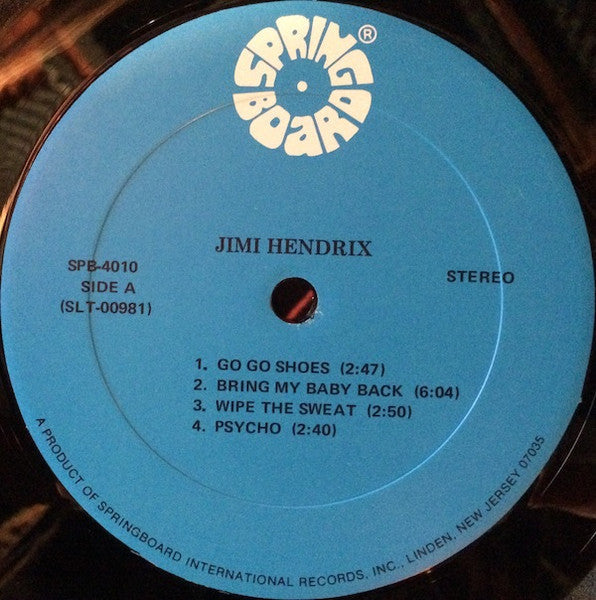 SPRING BOARD ®
JIMI HENDRIX
SPB-4010
SIDE A
(SLT-00981)
STEREO
1. GO GO SHOES (2:47)
2. BRING MY BABY BACK (6:04)
3. WIPE THE SWEAT (2:50)
4. PSYCHO (2:40)
A PRODUCT OF SPRINGBOARD INTERNATIONAL RECORDS, INC., LINDEN, NEW JERSEY 07035